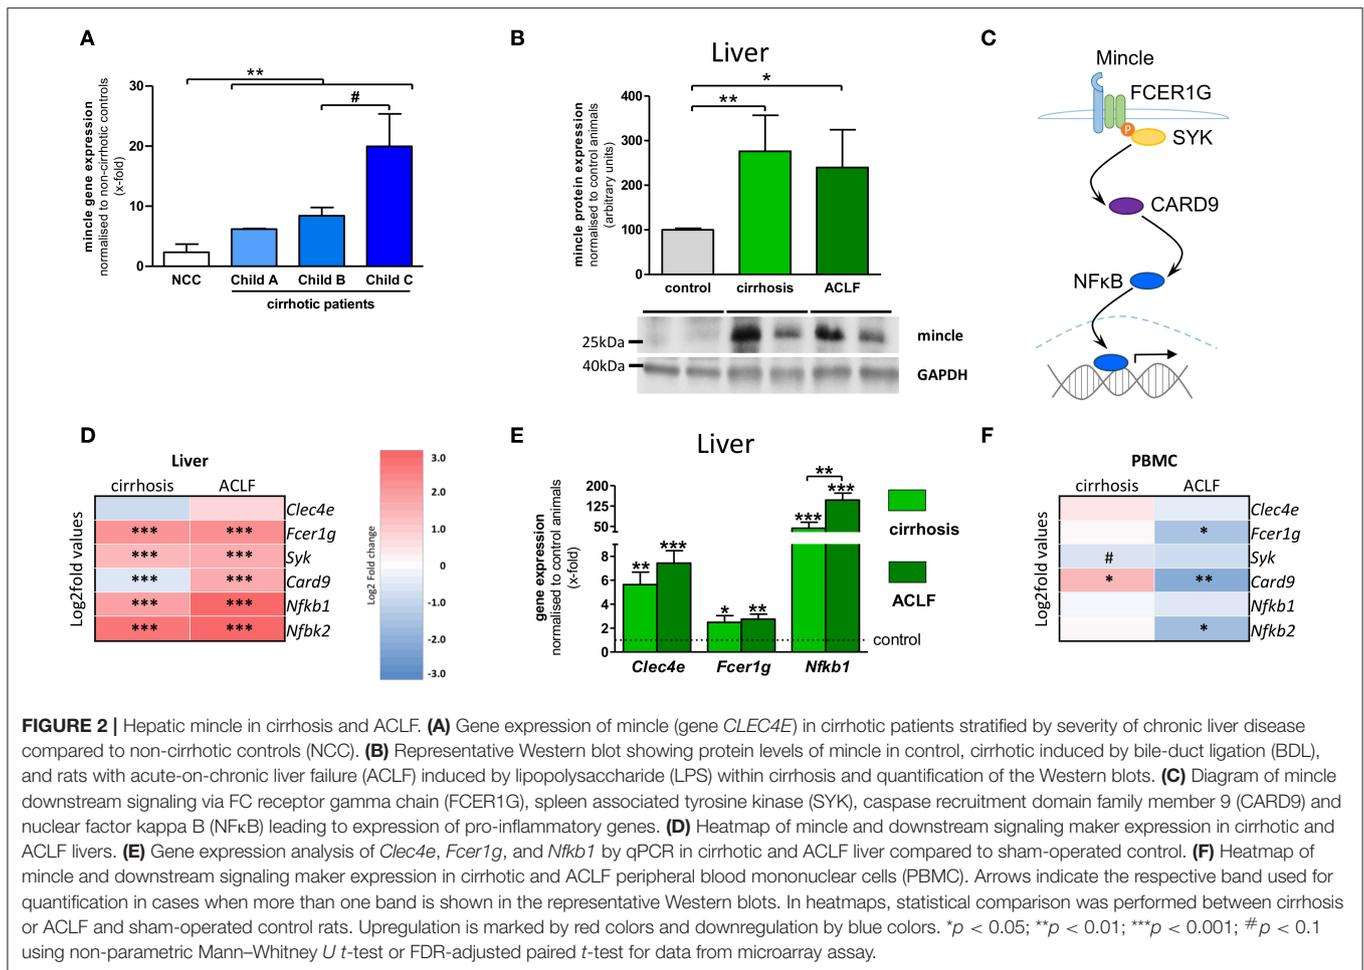 A
mincle gene expression
normalised to non-cirrhotic controls
(x-fold)
30
20
10
0
**
#
NCC
Child A
Child B
Child C
cirrhotic patients
B
Liver
mincle protein expression
normalised to control animals
(arbitrary units)
400
300
200
100
0
*
**
control
cirrhosis
ACLF
25kDa
mincle
40kDa
GAPDH
C
Mincle
FCER1G
P
SYK
CARD9
NFκB
D
Liver
cirrhosis ACLF
Log2fold values
Clec4e
*** *** Fcer1g
*** *** Syk
*** *** Card9
*** *** Nfkb1
*** *** Nfbk2
Log2 Fold change
3.0
2.0
1.0
0
-1.0
-2.0
-3.0
E
Liver
gene expression
normalised to control animals
(x-fold)
200
125
50
8
6
4
2
0
** ***
* **
*** ***
**
control
Clec4e Fcer1g Nfkb1
cirrhosis
ACLF
F
PBMC
cirrhosis ACLF
Log2fold values
Clec4e
* Fcer1g
# Syk
* ** Card9
Nfkb1
* Nfkb2
FIGURE 2 | Hepatic mincle in cirrhosis and ACLF. (A) Gene expression of mincle (gene CLEC4E) in cirrhotic patients stratified by severity of chronic liver disease
compared to non-cirrhotic controls (NCC). (B) Representative Western blot showing protein levels of mincle in control, cirrhotic induced by bile-duct ligation (BDL),
and rats with acute-on-chronic liver failure (ACLF) induced by lipopolysaccharide (LPS) within cirrhosis and quantification of the Western blots. (C) Diagram of mincle
downstream signaling via FC receptor gamma chain (FCER1G), spleen associated tyrosine kinase (SYK), caspase recruitment domain family member 9 (CARD9) and
nuclear factor kappa B (NFκB) leading to expression of pro-inflammatory genes. (D) Heatmap of mincle and downstream signaling maker expression in cirrhotic and
ACLF livers. (E) Gene expression analysis of Clec4e, Fcer1g, and Nfkb1 by qPCR in cirrhotic and ACLF liver compared to sham-operated control. (F) Heatmap of
mincle and downstream signaling maker expression in cirrhotic and ACLF peripheral blood mononuclear cells (PBMC). Arrows indicate the respective band used for
quantification in cases when more than one band is shown in the representative Western blots. In heatmaps, statistical comparison was performed between cirrhosis
or ACLF and sham-operated control rats. Upregulation is marked by red colors and downregulation by blue colors. *p < 0.05; **p < 0.01; ***p < 0.001; #p < 0.1
using non-parametric Mann–Whitney U t-test or FDR-adjusted paired t-test for data from microarray assay.